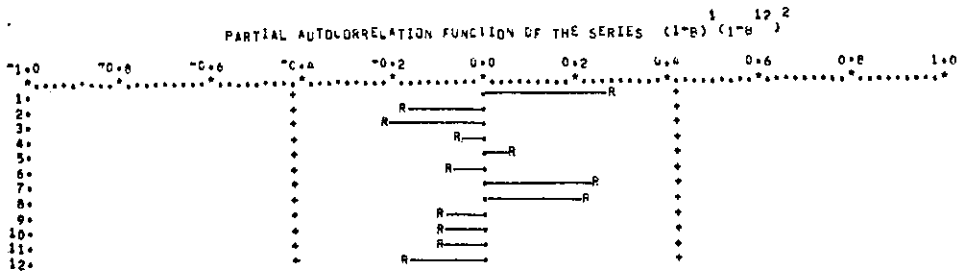 PARTIAL AUTOCORRELATION FUNCTION OF THE SERIES (1-B)^1 (1-B^12)^2
-1.0 -0.8 -0.6 -0.4 -0.2 0.0 0.2 0.4 0.6 0.8 1.0
1 R
2 R
3 R
4 R
5 R
6 R
7 R
8 R
9 R
10 R
11 R
12 R